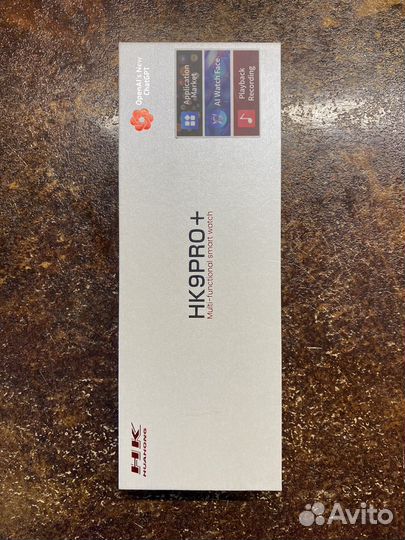 OpenAI's New
ChatGPT
Application
Market
AI Watch Face
Playback
Recording
HK9PRO+
Multi-functional smart watch
HK
HUAHONG
Avito